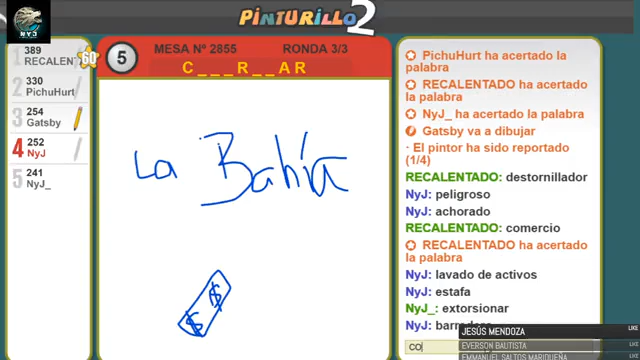 NYJ
PINTURILLO 2
1 389 RECALENT 60
2 330 PichuHurt
3 254 Gatsby
4 252 NyJ
5 241 NyJ_
5
MESA Nº 2855 RONDA 3/3
C _ _ _ R _ _ A R
La Bahía
$ $
PichuHurt ha acertado la
palabra
RECALENTADO ha acertado
la palabra
NyJ_ ha acertado la palabra
Gatsby va a dibujar
· El pintor ha sido reportado
(1/4)
RECALENTADO: destornillador
NyJ: peligroso
NyJ: achorado
RECALENTADO: comercio
RECALENTADO ha acertado
la palabra
NyJ: lavado de activos
NyJ: estafa
NyJ_: extorsionar
NyJ:
JESÚS MENDOZA LIKE
co EVERSON BAUTISTA LIKE
EMMANUEL SALTOS MARIDUEÑA LIKE